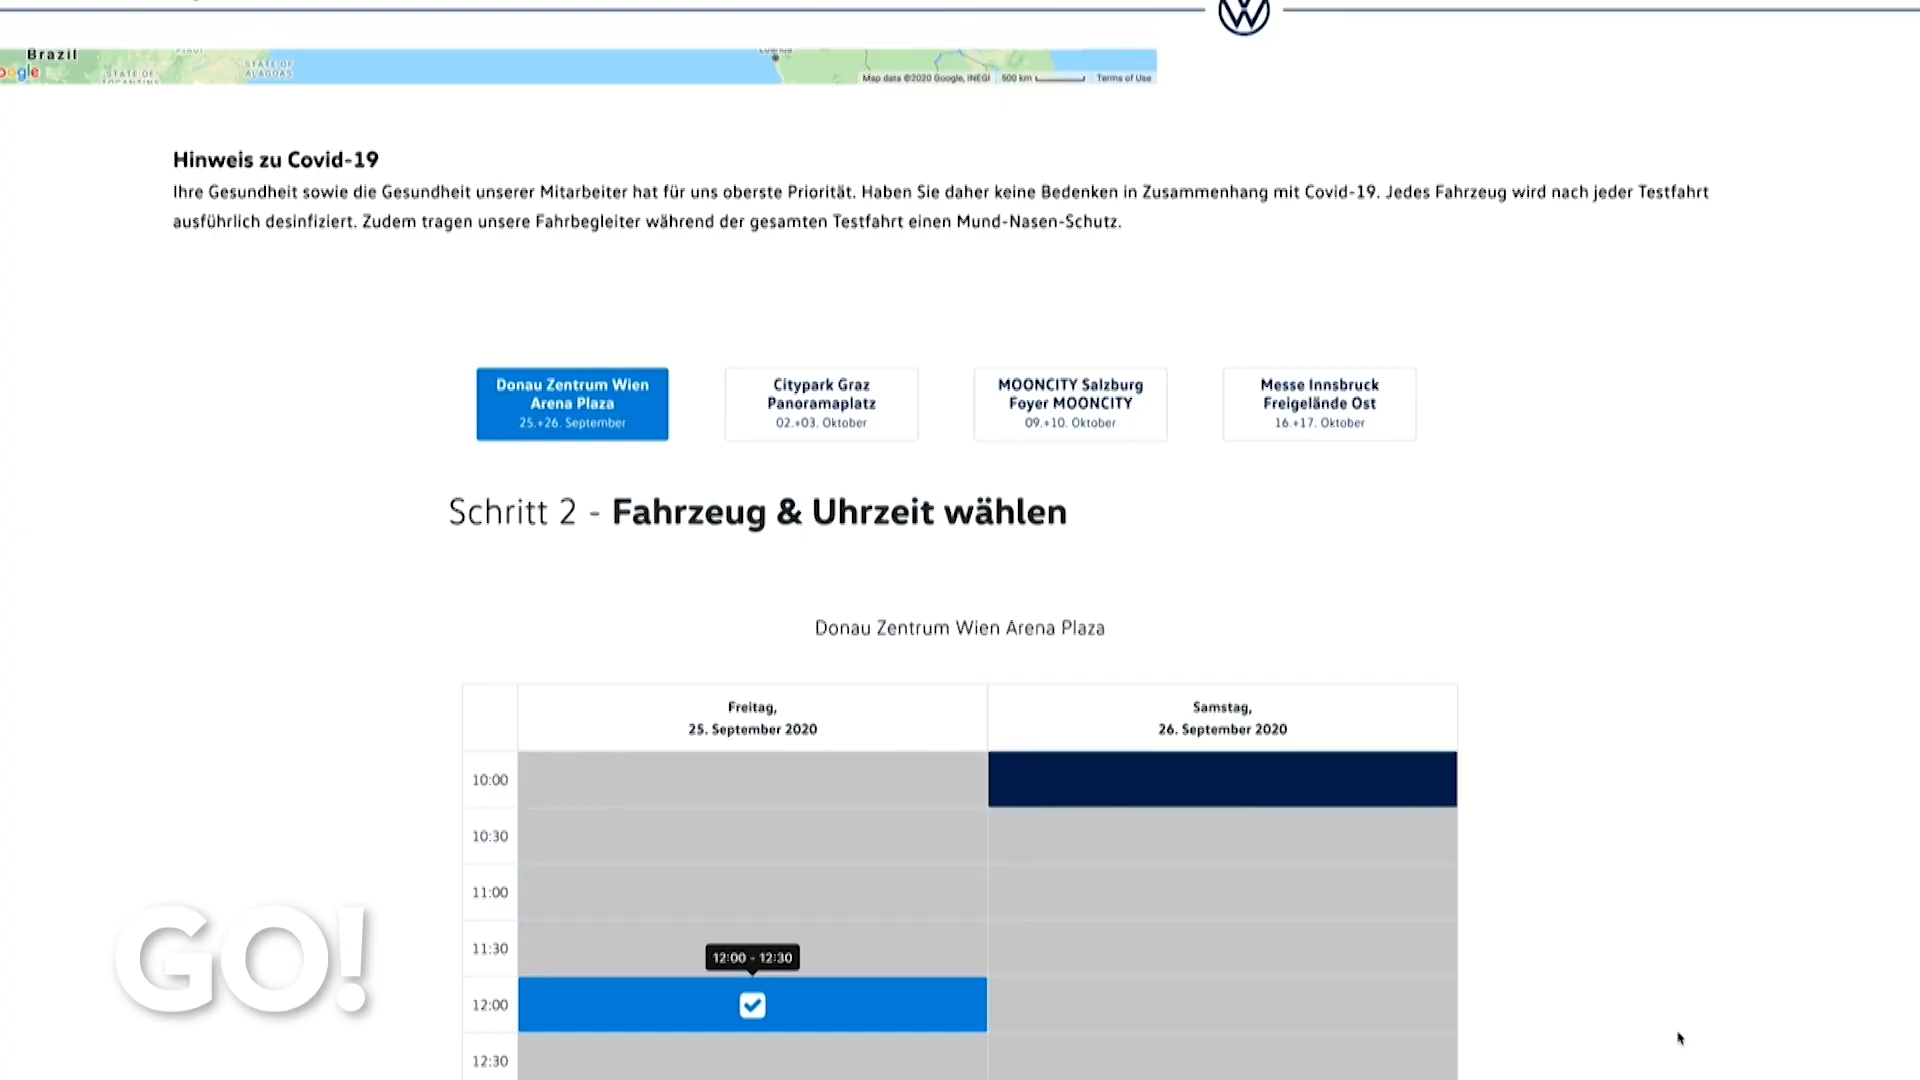 Brazil
STATE OF
TOCANTINS
STATE OF
ALAGOAS
Map data ©2020 Google, INEGI 500 km Terms of Use
Hinweis zu Covid-19
Ihre Gesundheit sowie die Gesundheit unserer Mitarbeiter hat für uns oberste Priorität. Haben Sie daher keine Bedenken in Zusammenhang mit Covid-19. Jedes Fahrzeug wird nach jeder Testfahrt
ausführlich desinfiziert. Zudem tragen unsere Fahrbegleiter während der gesamten Testfahrt einen Mund-Nasen-Schutz.
Donau Zentrum Wien
Arena Plaza
25.+26. September
Citypark Graz
Panoramaplatz
02.+03. Oktober
MOONCITY Salzburg
Foyer MOONCITY
09.+10. Oktober
Messe Innsbruck
Freigelände Ost
16.+17. Oktober
Schritt 2 - Fahrzeug & Uhrzeit wählen
Donau Zentrum Wien Arena Plaza
Freitag,
25. September 2020
Samstag,
26. September 2020
10:00
10:30
11:00
11:30
12:00 - 12:30
12:00
12:30
GO!